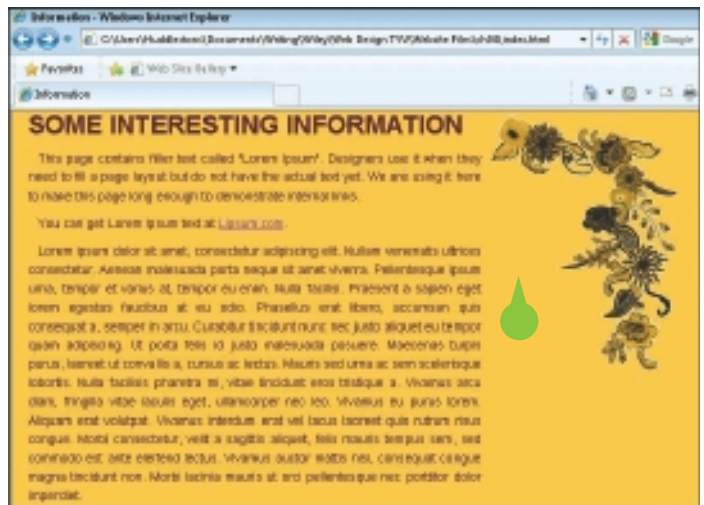 Information - Windows Internet Explorer
Google
Favorites Web Slice Gallery
Information
SOME INTERESTING INFORMATION
This page contains filler text called "Lorem Ipsum". Designers use it when they
need to fill a page layout but do not have the actual text yet. We are using it here
to make this page long enough to demonstrate internal links.
You can get Lorem Ipsum text at Lipsum.com.
Lorem ipsum dolor sit amet, consectetur adipiscing elit. Nullam venenatis ultrices
consectetur. Aenean malesuada porta neque sit amet viverra. Pellentesque ipsum
urna, tempor et varius at, tempor eu enim. Nulla facilisi. Praesent a sapien eget
lorem egestas faucibus at eu odio. Phasellus erat libero, accumsan quis
consequat a, semper in arcu. Curabitur tincidunt nunc nec justo aliquet eu tempor
quam adipiscing. Ut porta felis id justo malesuada posuere. Maecenas turpis
purus, laoreet ut convallis a, cursus ac lectus. Mauris sed urna ac sem scelerisque
lobortis. Nulla facilisis pharetra mi, vitae tincidunt eros tristique a. Vivamus arcu
diam, fringilla vitae iaculis eget, ullamcorper nec leo. Vivamus eu purus lorem.
Aliquam erat volutpat. Vivamus interdum erat vel lacus laoreet quis rutrum risus
congue. Morbi consectetur, velit a sagittis aliquet, felis mauris tempus sem, sed
commodo est ante eleifend lectus. Vivamus auctor mattis nisi, consequat congue
magna tincidunt non. Morbi lacinia mauris ut orci pellentesque nec porttitor dolor
imperdiet.